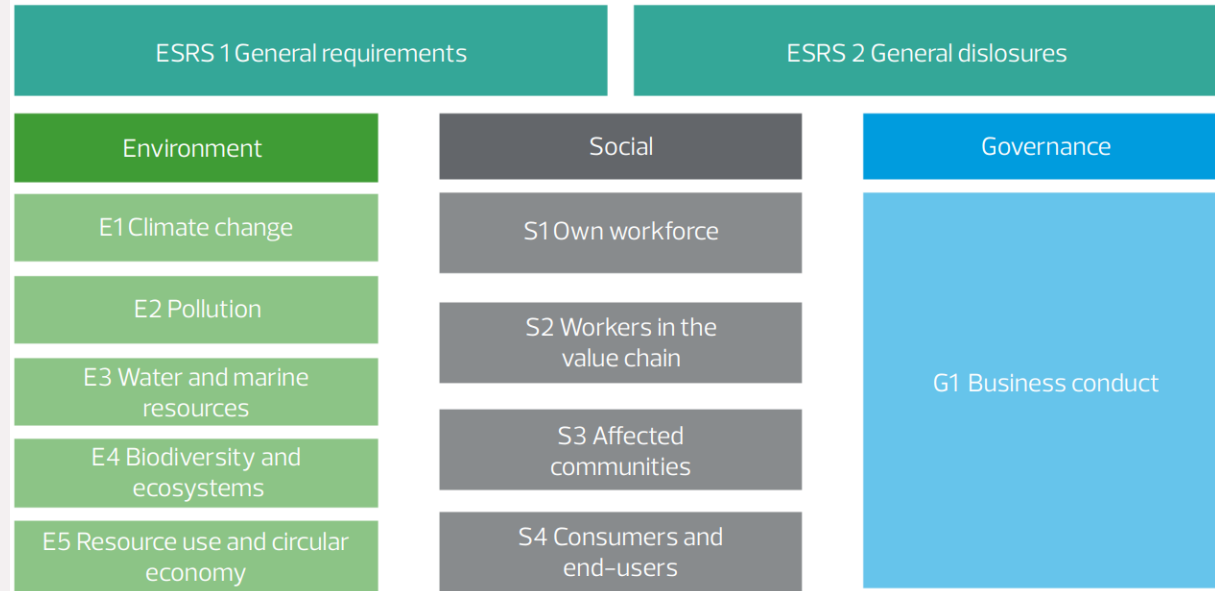 ESRS 1 General requirements
ESRS 2 General dislosures
Environment
E1 Climate change
E2 Pollution
E3 Water and marine
resources
E4 Biodiversity and
ecosystems
E5 Resource use and circular
economy
Social
S1 Own workforce
S2 Workers in the
value chain
S3 Affected
communities
S4 Consumers and
end-users
Governance
G1 Business conduct